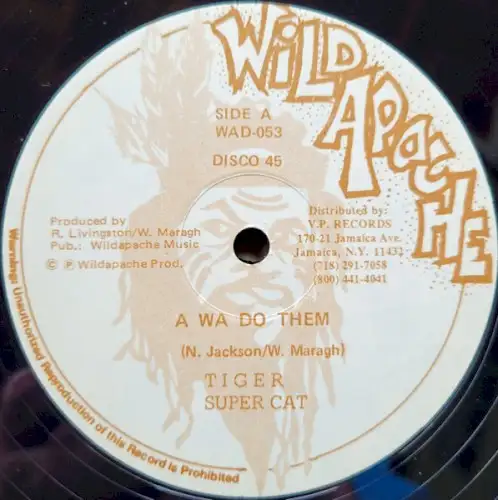 WILD APACHE
SIDE A
WAD-053
DISCO 45
Produced by
R. Livingston/W. Maragh
Pub.: Wildapache Music
© ℗ Wildapache Prod.
Distributed by:
V.P. RECORDS
170-21 Jamaica Ave.
Jamaica, N.Y. 11432
(718) 291-7058
(800) 441-4041
A WA DO THEM
(N. Jackson/W. Maragh)
TIGER
SUPER CAT
Warning! Unauthorized Reproduction of this Record is Prohibited